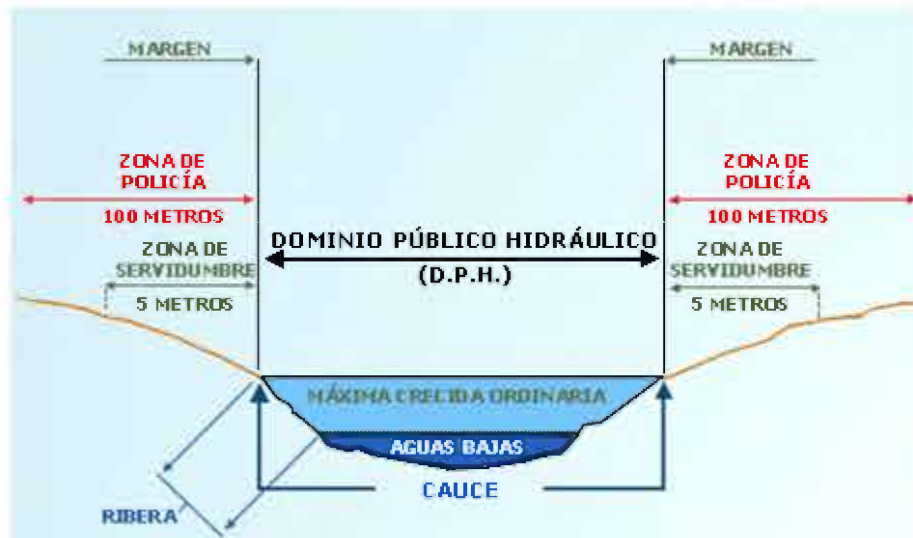 MARGEN
MARGEN
ZONA DE
POLICÍA
100 METROS
ZONA DE
POLICÍA
100 METROS
DOMINIO PÚBLICO HIDRÁULICO
(D.P.H.)
ZONA DE
SERVIDUMBRE
5 METROS
ZONA DE
SERVIDUMBRE
5 METROS
MÁXIMA CRECIDA ORDINARIA
AGUAS BAJAS
CAUCE
RIBERA